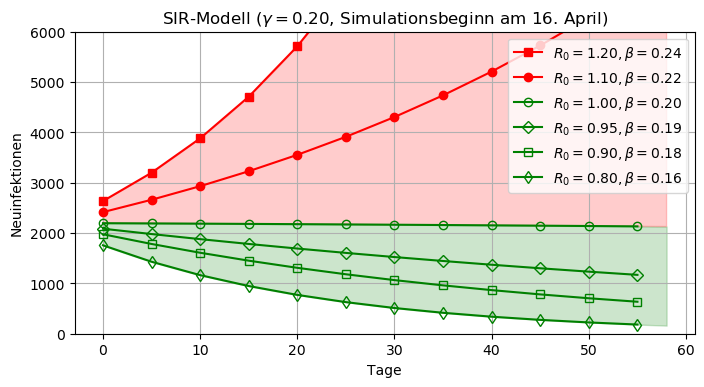 SIR-Modell (γ = 0.20, Simulationsbeginn am 16. April)
6000
5000
4000
3000
2000
1000
0
Neuinfektionen
R₀ = 1.20, β = 0.24
R₀ = 1.10, β = 0.22
R₀ = 1.00, β = 0.20
R₀ = 0.95, β = 0.19
R₀ = 0.90, β = 0.18
R₀ = 0.80, β = 0.16
0 10 20 30 40 50 60
Tage